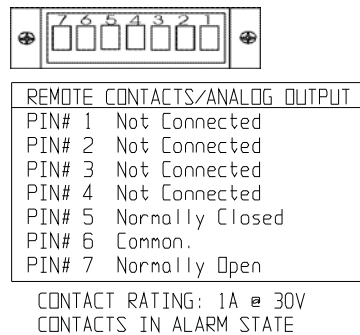 7 6 5 4 3 2 1
REMOTE CONTACTS/ANALOG OUTPUT
PIN# 1 Not Connected
PIN# 2 Not Connected
PIN# 3 Not Connected
PIN# 4 Not Connected
PIN# 5 Normally Closed
PIN# 6 Common.
PIN# 7 Normally Open
CONTACT RATING: 1A @ 30V
CONTACTS IN ALARM STATE